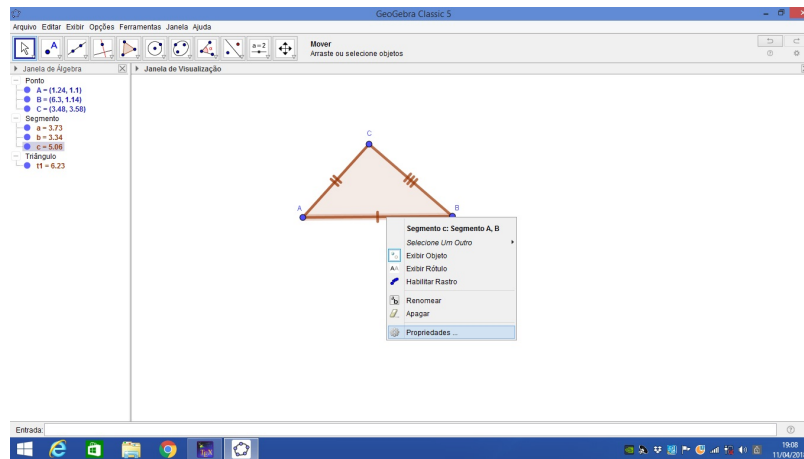 GeoGebra Classic 5
Arquivo Editar Exibir Opções Ferramentas Janela Ajuda
A
a=2
Mover
Arraste ou selecione objetos
Janela de Álgebra
Janela de Visualização
Ponto
A = (1.24, 1.1)
B = (6.3, 1.14)
C = (3.48, 3.58)
Segmento
a = 3.73
b = 3.34
c = 5.06
Triângulo
t1 = 6.23
C
A
B
Segmento c: Segmento A, B
Selecione Um Outro
Exibir Objeto
AA Exibir Rótulo
Habilitar Rastro
Renomear
Apagar
Propriedades ...
Entrada:
19:08